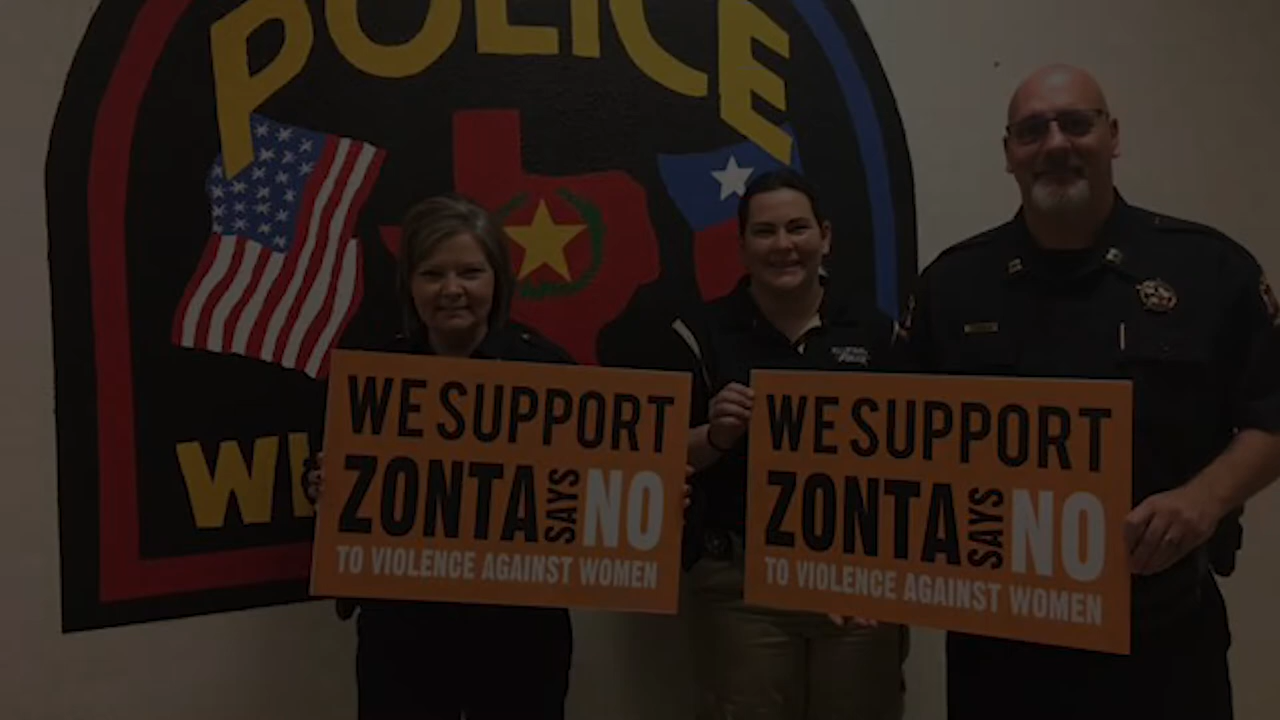 POLICE
WE SUPPORT
ZONTA SAYS NO
TO VIOLENCE AGAINST WOMEN
WE SUPPORT
ZONTA SAYS NO
TO VIOLENCE AGAINST WOMEN